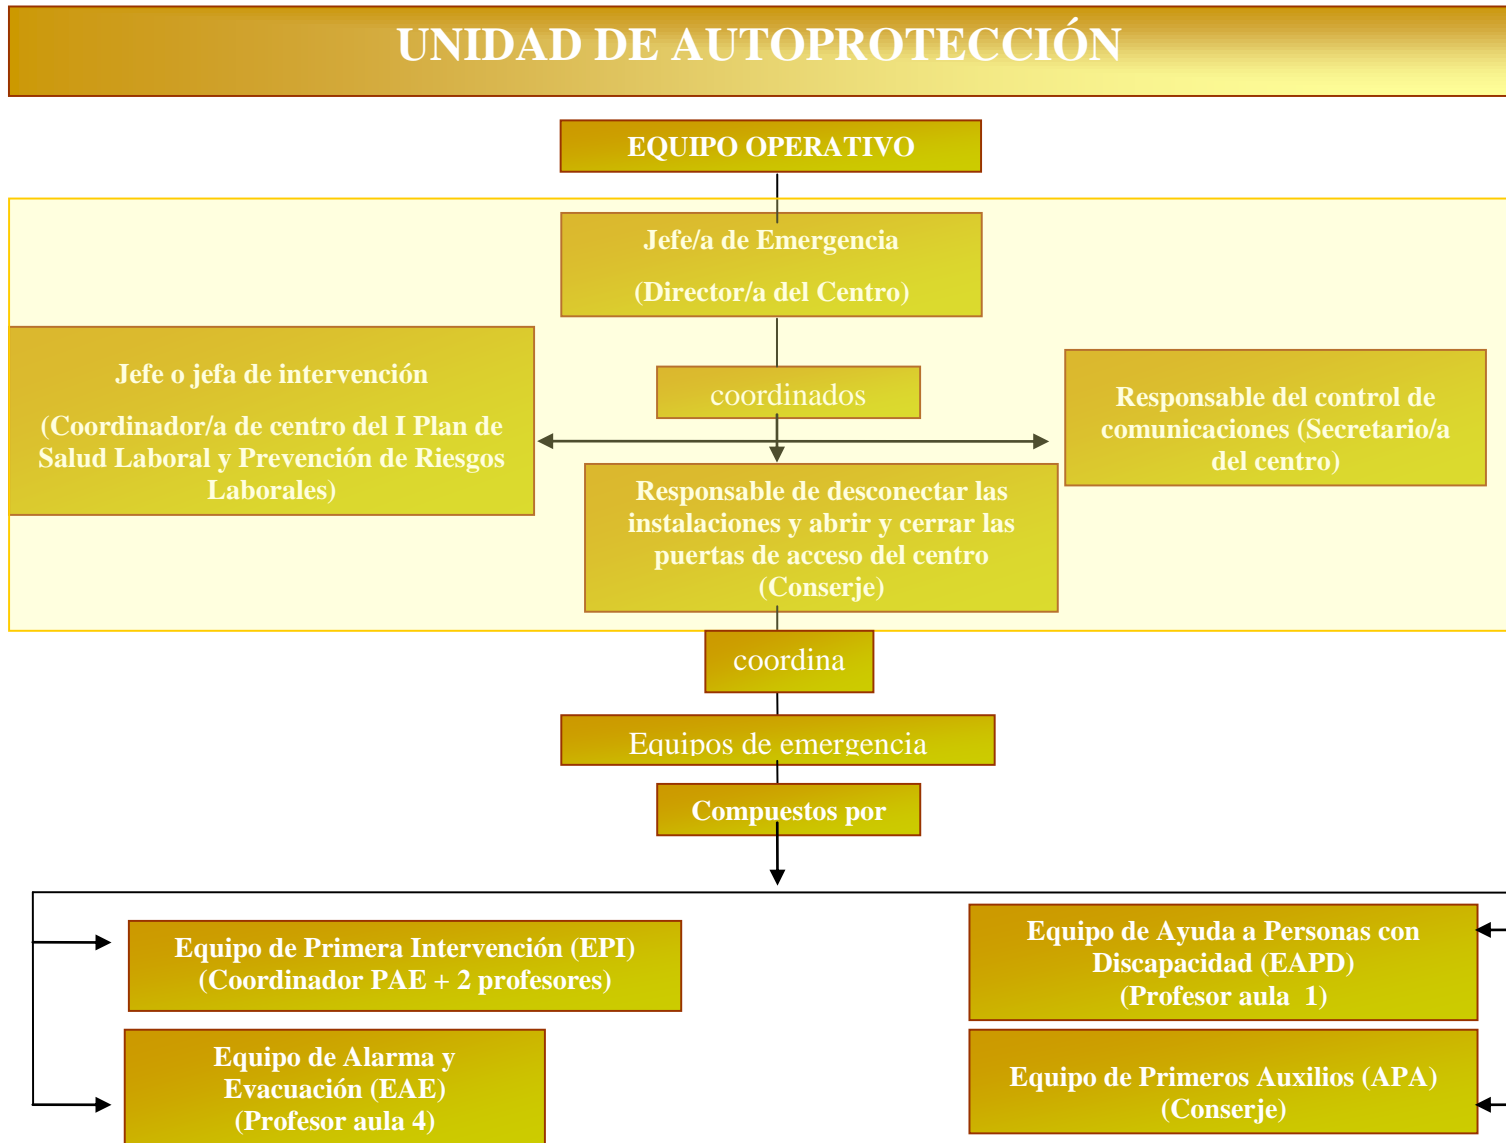 UNIDAD DE AUTOPROTECCIÓN
EQUIPO OPERATIVO
Jefe/a de Emergencia
(Director/a del Centro)
Jefe o jefa de intervención
(Coordinador/a de centro del I Plan de
Salud Laboral y Prevención de Riesgos
Laborales)
coordinados
Responsable del control de
comunicaciones (Secretario/a
del centro)
Responsable de desconectar las
instalaciones y abrir y cerrar las
puertas de acceso del centro
(Conserje)
coordina
Equipos de emergencia
Compuestos por
Equipo de Primera Intervención (EPI)
(Coordinador PAE + 2 profesores)
Equipo de Ayuda a Personas con
Discapacidad (EAPD)
(Profesor aula 1)
Equipo de Alarma y
Evacuación (EAE)
(Profesor aula 4)
Equipo de Primeros Auxilios (APA)
(Conserje)